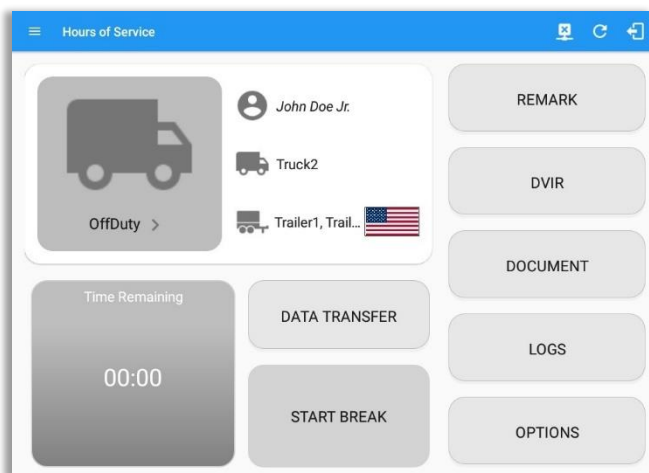 Hours of Service
John Doe Jr.
Truck2
Trailer1, Trail...
OffDuty >
Time Remaining
00:00
DATA TRANSFER
START BREAK
REMARK
DVIR
DOCUMENT
LOGS
OPTIONS